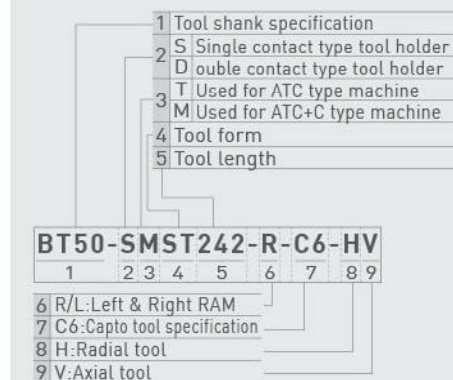 1 Tool shank specification
2 S Single contact type tool holder
D ouble contact type tool holder
3 T Used for ATC type machine
M Used for ATC+C type machine
4 Tool form
5 Tool length
BT50-SMST242-R-C6-HV
1 2 3 4 5 6 7 8 9
6 R/L:Left & Right RAM
7 C6:Capto tool specification
8 H:Radial tool
9 V:Axial tool